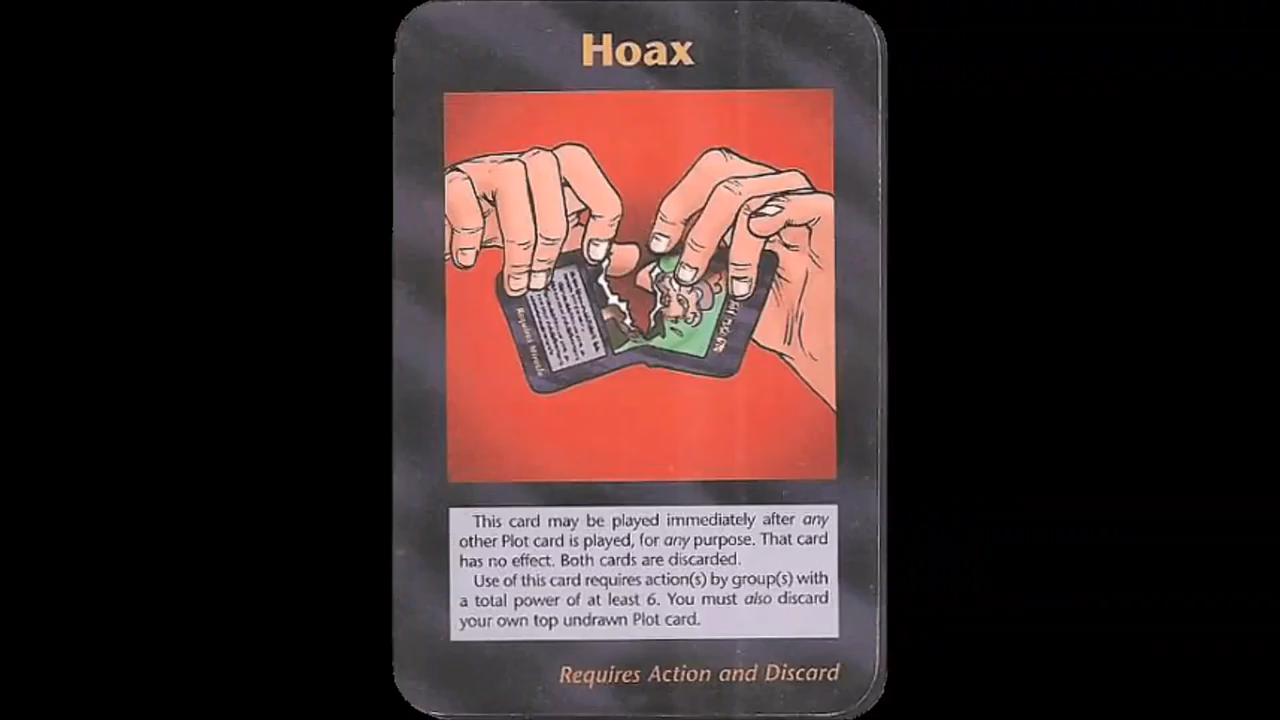 Hoax
Requires Miracle
This card may be played immediately after any
other Plot card is played, for any purpose. That card
has no effect. Both cards are discarded.
Use of this card requires action(s) by group(s) with
a total power of at least 6. You must also discard
your own top undrawn Plot card.
Requires Action and Discard